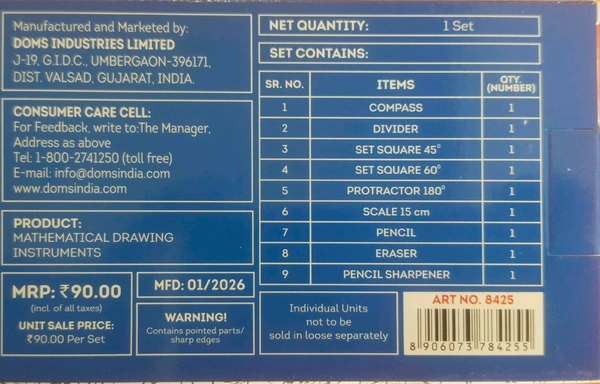 Manufactured and Marketed by:
DOMS INDUSTRIES LIMITED
J-19, G.I.D.C., UMBERGAON-396171,
DIST. VALSAD, GUJARAT, INDIA.
CONSUMER CARE CELL:
For Feedback, write to:The Manager,
Address as above
Tel: 1-800-2741250 (toll free)
E-mail: info@domsindia.com
www.domsindia.com
PRODUCT:
MATHEMATICAL DRAWING
INSTRUMENTS
MRP: ₹90.00
(incl. of all taxes)
UNIT SALE PRICE:
₹90.00 Per Set
MFD: 01/2026
WARNING!
Contains pointed parts/
sharp edges
NET QUANTITY: 1 Set
SET CONTAINS:
SR. NO. ITEMS QTY. (NUMBER)
1 COMPASS 1
2 DIVIDER 1
3 SET SQUARE 45° 1
4 SET SQUARE 60° 1
5 PROTRACTOR 180° 1
6 SCALE 15 cm 1
7 PENCIL 1
8 ERASER 1
9 PENCIL SHARPENER 1
Individual Units
not to be
sold in loose separately
ART NO. 8425
8 906073 784255